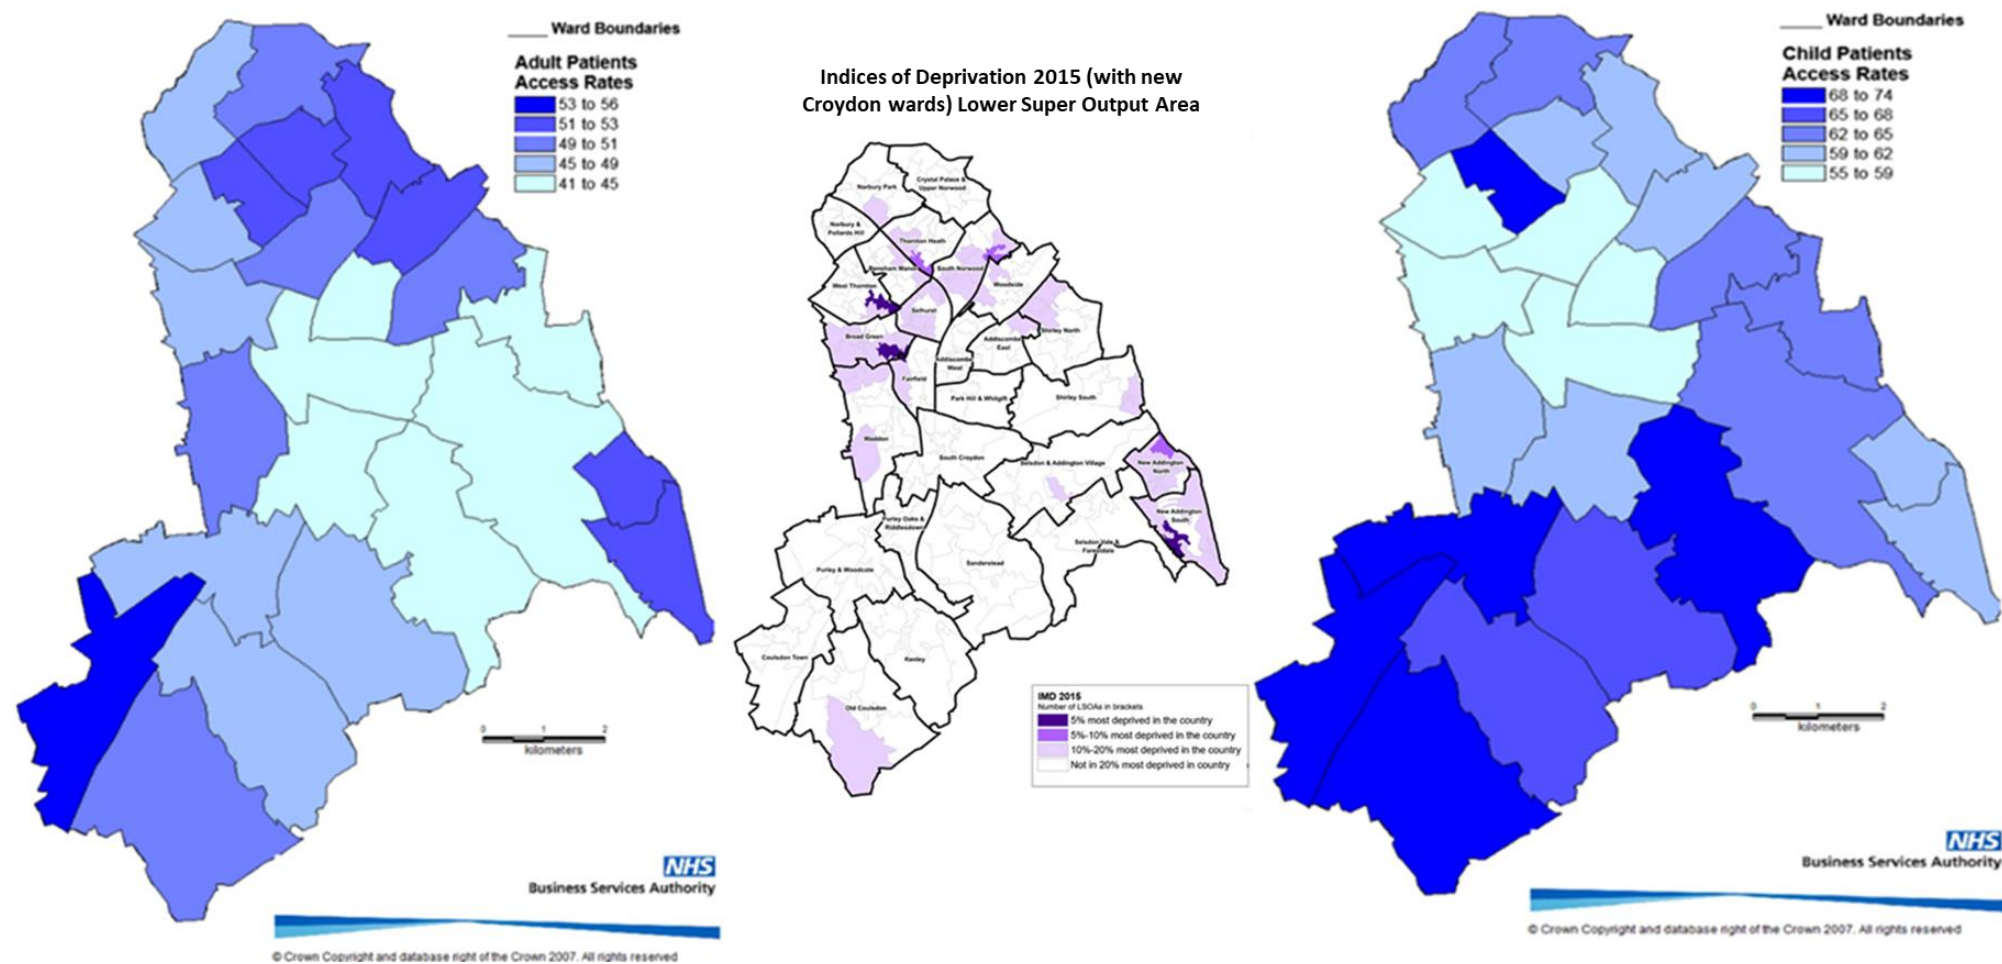 Ward Boundaries
Adult Patients
Access Rates
53 to 56
51 to 53
49 to 51
45 to 49
41 to 45
0 1 2
kilometers
NHS
Business Services Authority
© Crown Copyright and database right of the Crown 2007. All rights reserved
Indices of Deprivation 2015 (with new
Croydon wards) Lower Super Output Area
Norbury Park
Crystal Palace &
Upper Norwood
Norbury &
Pollards Hill
Thornton Heath
Bensham Manor
South Norwood
West Thornton
Woodside
Selhurst
Broad Green
Shirley North
Addiscombe
East
Addiscombe
West
Fairfield
Park Hill & Whitgift
Shirley South
Waddon
South Croydon
Selsdon & Addington Village
New Addington
North
New Addington
South
Purley Oaks &
Riddlesdown
Selsdon Vale &
Forestdale
Sanderstead
Purley & Woodcote
Coulsdon Town
Kenley
Old Coulsdon
IMD 2015
Number of LSOAs in brackets
5% most deprived in the country
5%-10% most deprived in the country
10%-20% most deprived in the country
Not in 20% most deprived in country
Ward Boundaries
Child Patients
Access Rates
68 to 74
65 to 68
62 to 65
59 to 62
55 to 59
0 1 2
kilometers
NHS
Business Services Authority
© Crown Copyright and database right of the Crown 2007. All rights reserved